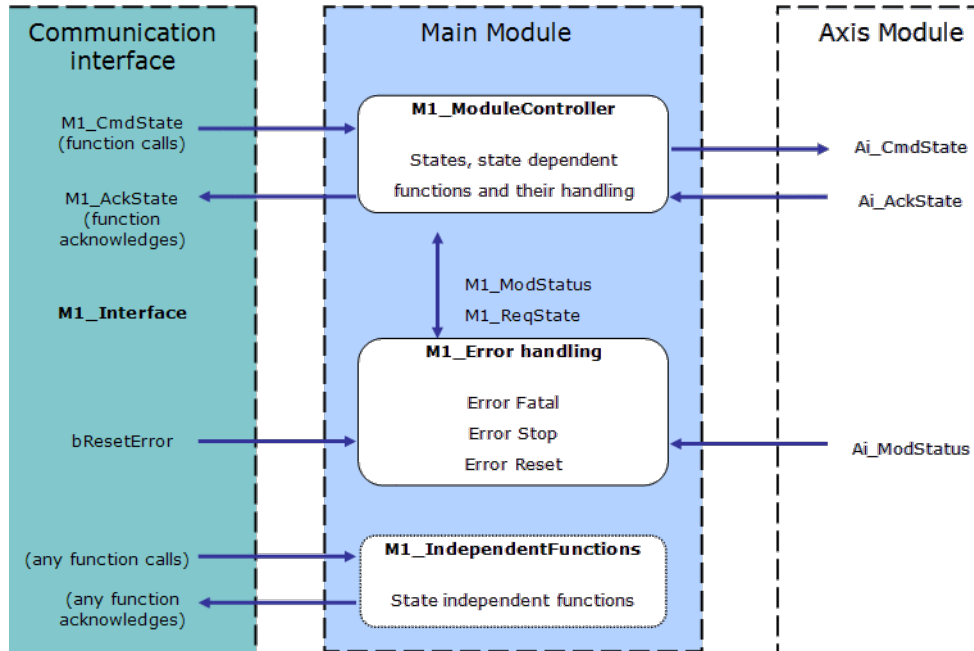 Communication
interface
M1_CmdState
(function calls)
M1_AckState
(function
acknowledges)
M1_Interface
bResetError
(any function calls)
(any function
acknowledges)
Main Module
M1_ModuleController
States, state dependent
functions and their handling
M1_ModStatus
M1_ReqState
M1_Error handling
Error Fatal
Error Stop
Error Reset
M1_IndependentFunctions
State independent functions
Axis Module
Ai_CmdState
Ai_AckState
Ai_ModStatus